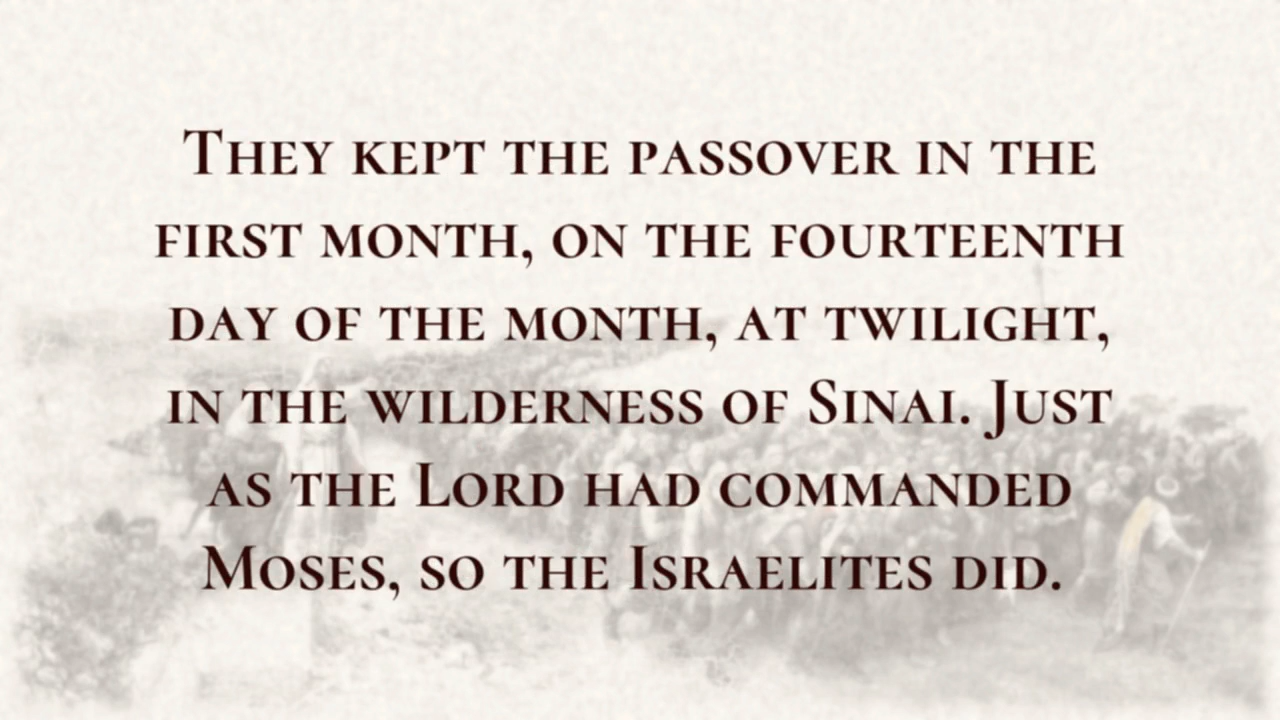 They kept the passover in the
first month, on the fourteenth
day of the month, at twilight,
in the wilderness of Sinai. Just
as the Lord had commanded
Moses, so the Israelites did.